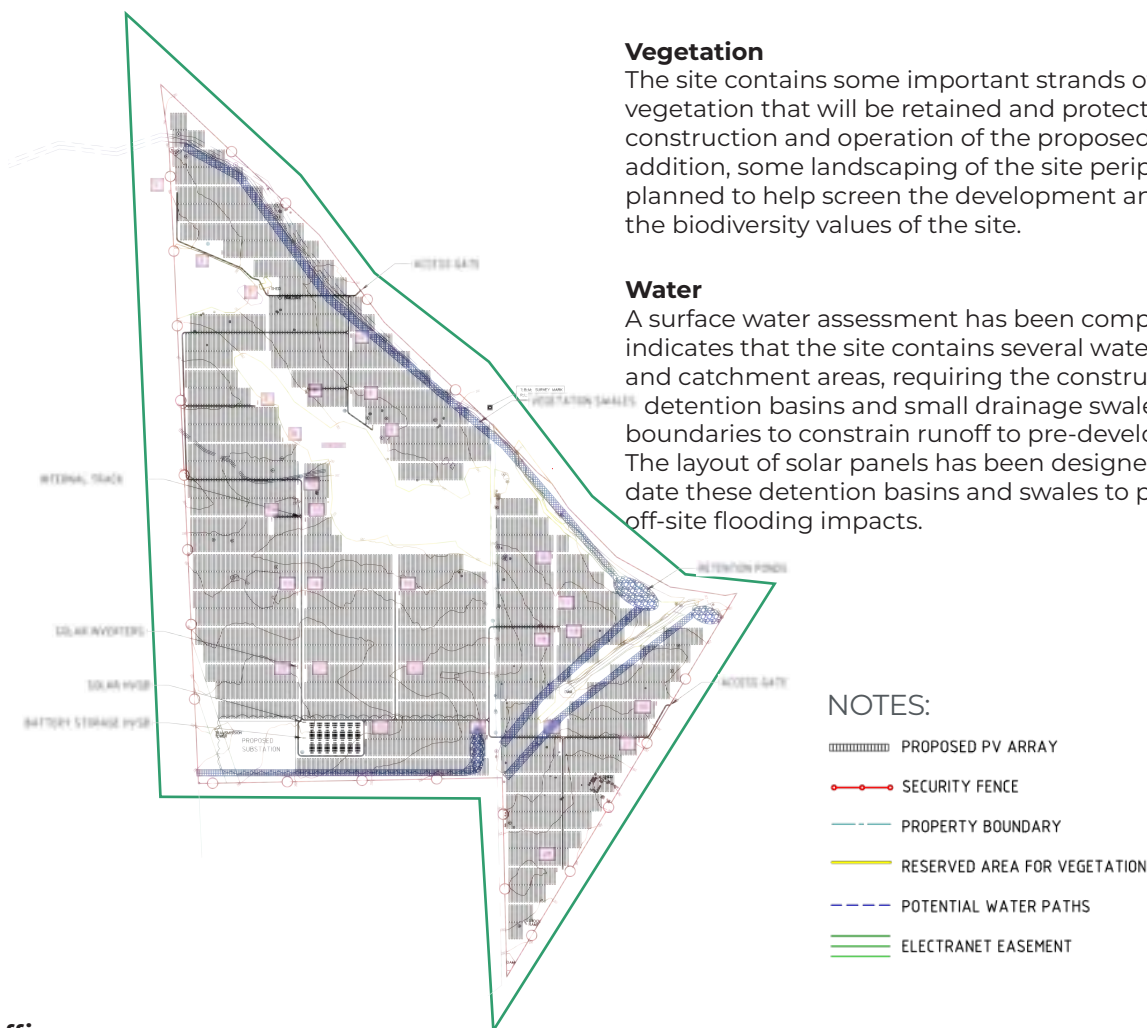 Vegetation
The site contains some important strands o
vegetation that will be retained and protect
construction and operation of the proposed
addition, some landscaping of the site perip
planned to help screen the development an
the biodiversity values of the site.
Water
A surface water assessment has been comp
indicates that the site contains several wate
and catchment areas, requiring the constru
detention basins and small drainage swale
boundaries to constrain runoff to pre-develo
The layout of solar panels has been designe
date these detention basins and swales to p
off-site flooding impacts.
ACCESS GATE
VEGETATION SWALES
INTERNAL TRACK
RETENTION PONDS
SOLAR INVERTERS
SOLAR HVSB
ACCESS GATE
BATTERY STORAGE HVSB
PROPOSED
SUBSTATION
NOTES:
PROPOSED PV ARRAY
SECURITY FENCE
PROPERTY BOUNDARY
RESERVED AREA FOR VEGETATION
POTENTIAL WATER PATHS
ELECTRANET EASEMENT